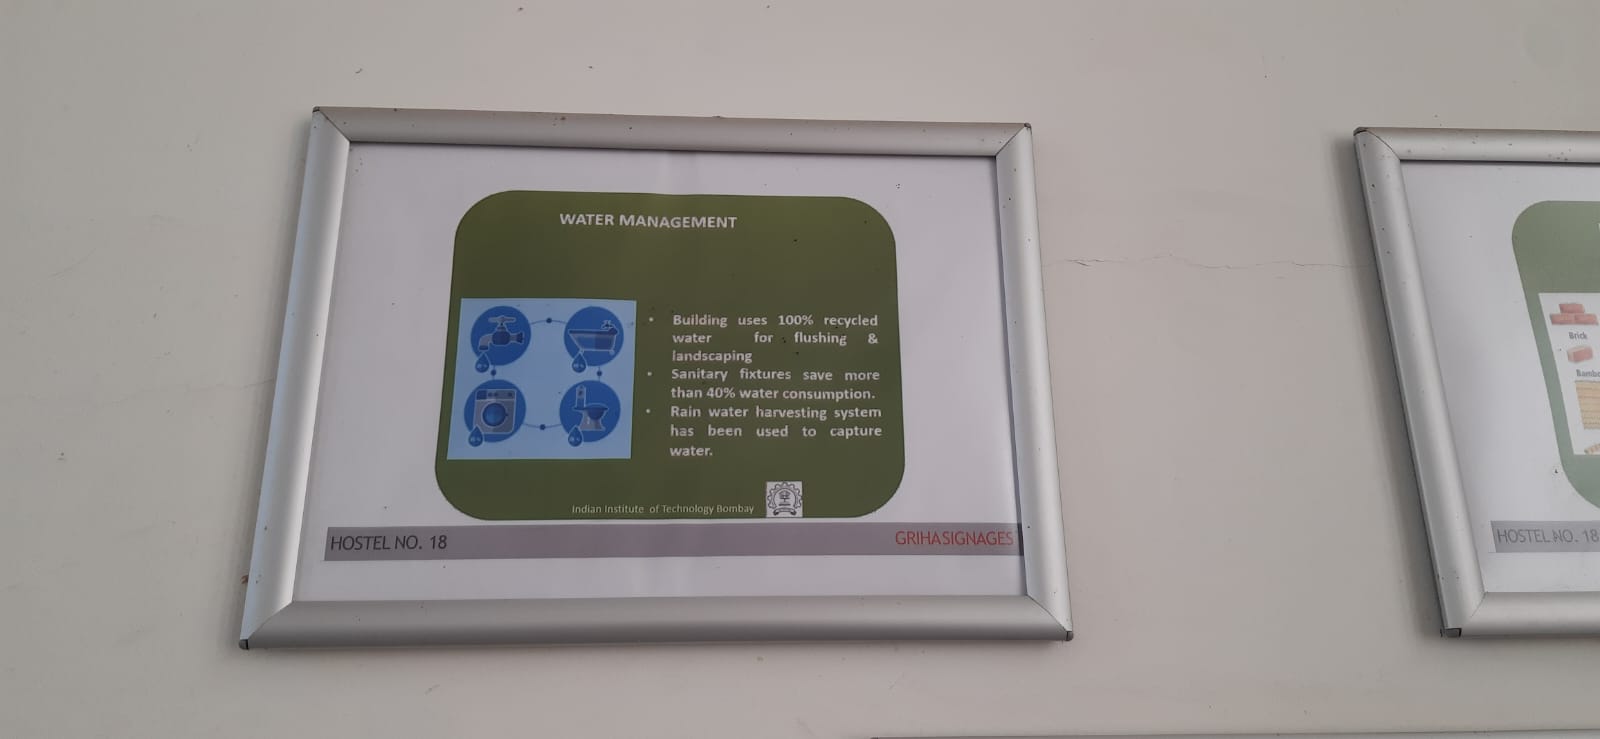 WATER MANAGEMENT
• Building uses 100% recycled
water for flushing &
landscaping
• Sanitary fixtures save more
than 40% water consumption.
• Rain water harvesting system
has been used to capture
water.
Indian Institute of Technology Bombay
HOSTEL NO. 18
GRIHA SIGNAGES
Brick
HOSTEL NO. 18